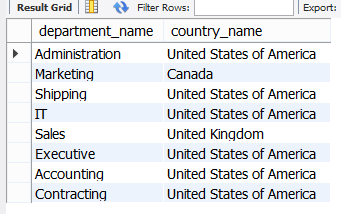 Result Grid Filter Rows: Export:
department_name country_name
Administration United States of America
Marketing Canada
Shipping United States of America
IT United States of America
Sales United Kingdom
Executive United States of America
Accounting United States of America
Contracting United States of America